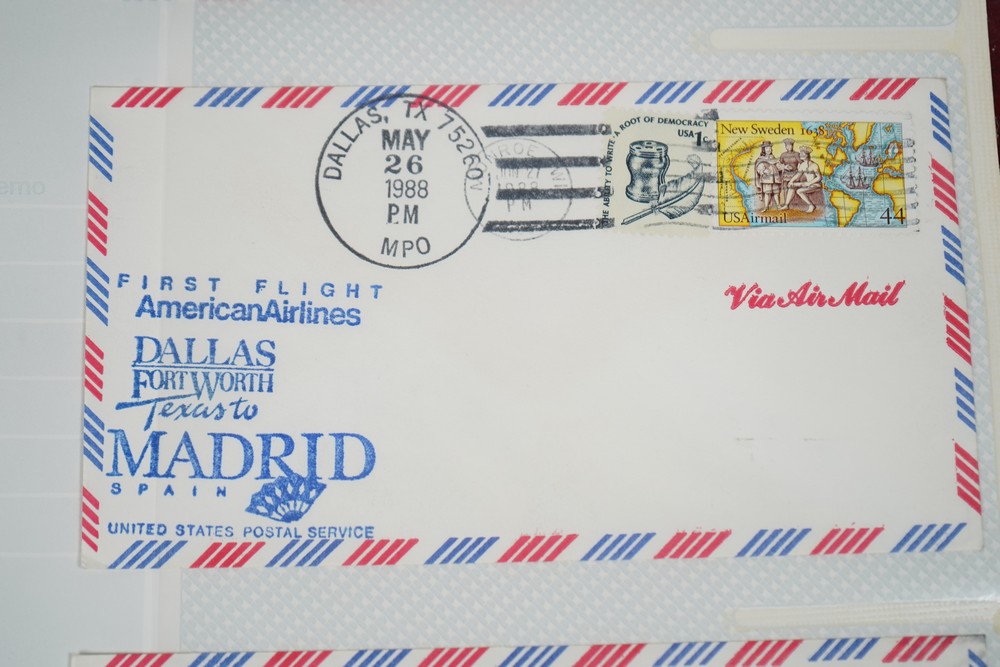 emo
DALLAS, TX 75260
MAY
26
1988
P.M
MPO
THE ABILITY TO WRITE A ROOT OF DEMOCRACY
USA 1c
New Sweden 1638
USAirmail
44
Via Air Mail
FIRST FLIGHT
AmericanAirlines
DALLAS
FORT WORTH
Texas to
MADRID
SPAIN
UNITED STATES POSTAL SERVICE